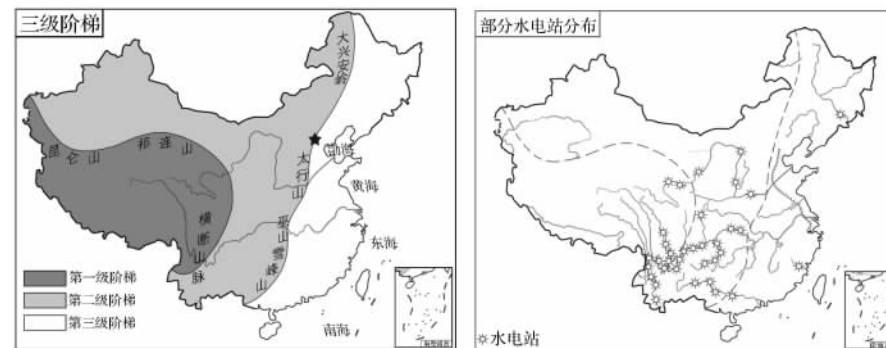 三级阶梯
大兴安岭
昆仑山
祁连山
太行山
渤海
黄海
横断山脉
巫山
雪峰山
东海
第一级阶梯
第二级阶梯
第三级阶梯
南海
部分水电站分布
水电站